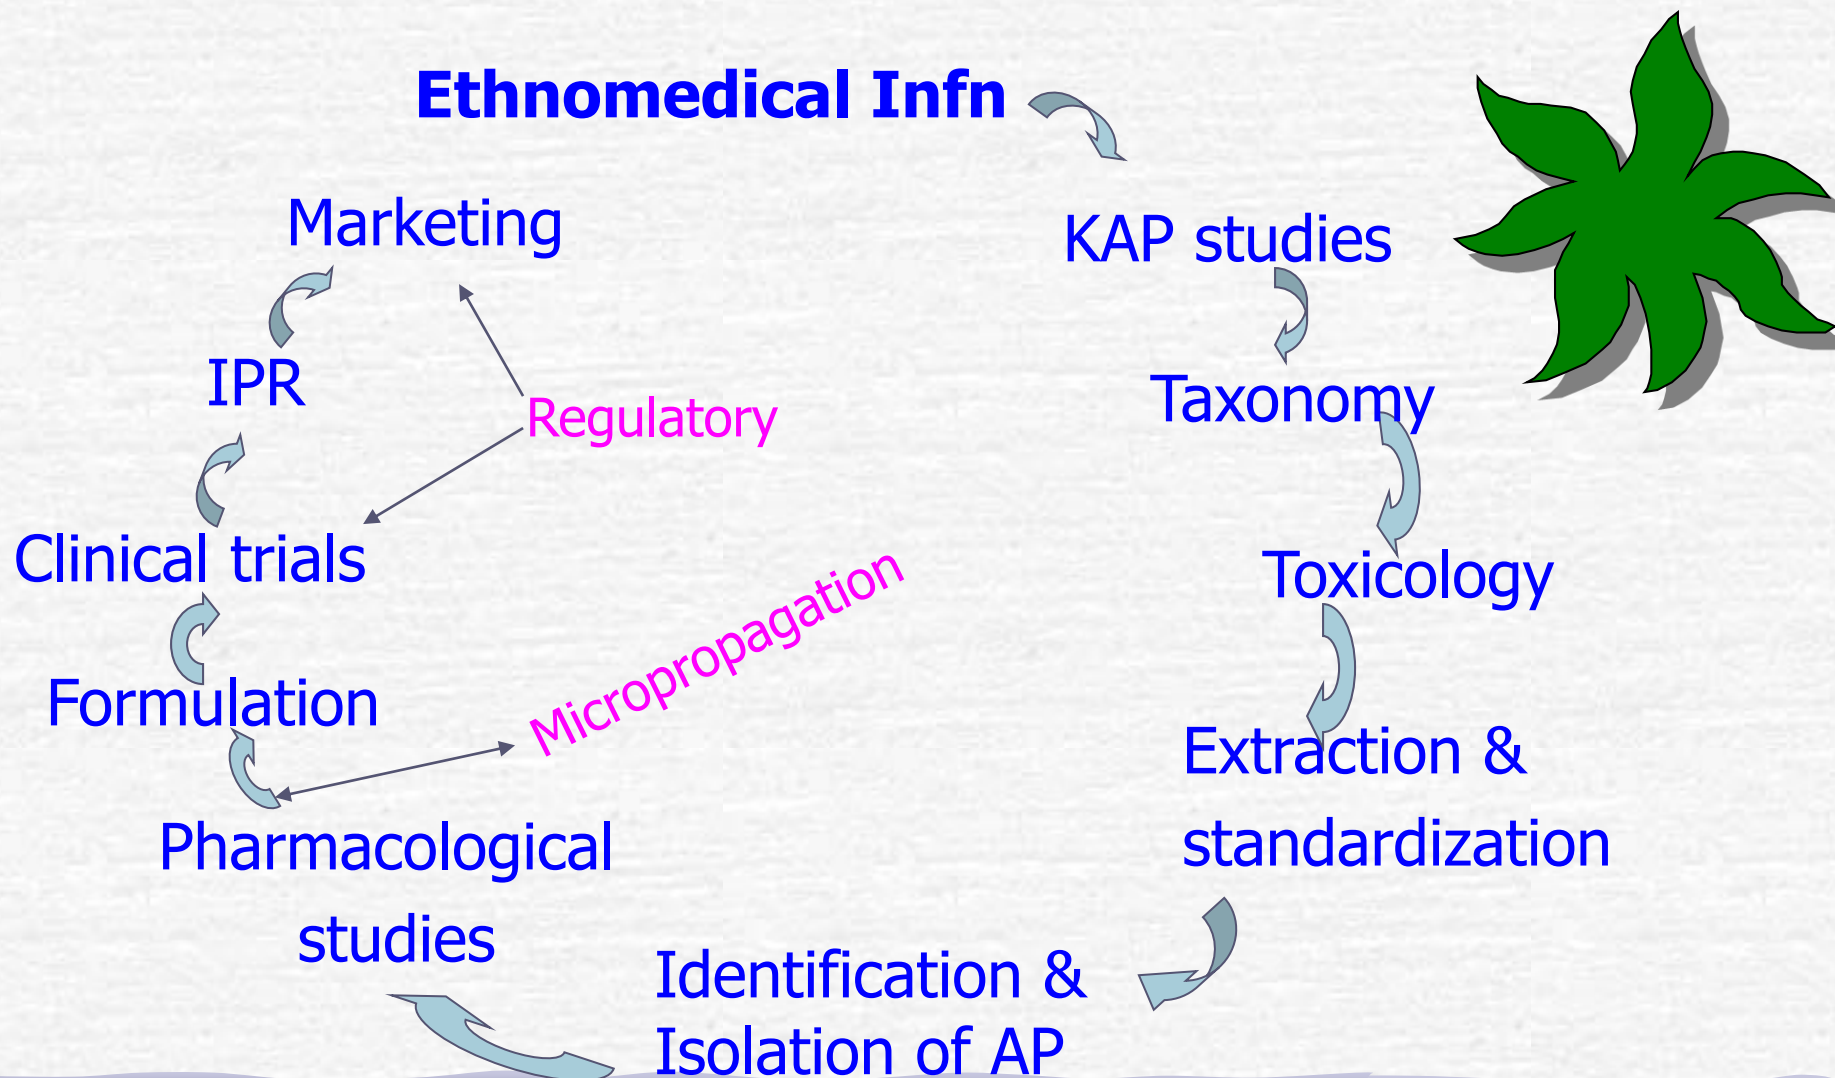 Ethnomedical Infn
KAP studies
Taxonomy
Toxicology
Extraction &
standardization
Identification &
Isolation of AP
Pharmacological
studies
Formulation
Clinical trials
IPR
Marketing
Regulatory
Micropropagation